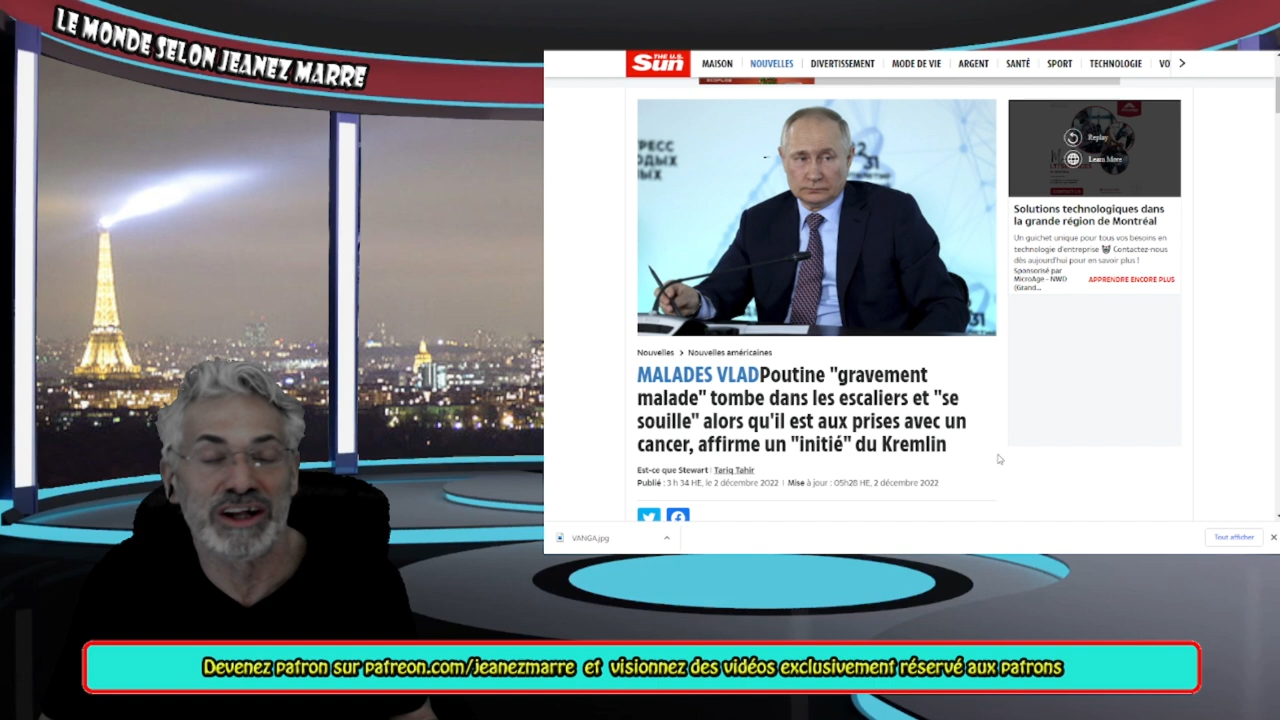 LE MONDE SELON JEANEZ MARRE
THE U.S. Sun
MAISON NOUVELLES DIVERTISSEMENT MODE DE VIE ARGENT SANTÉ SPORT TECHNOLOGIE VO
Replay
Learn More
Solutions technologiques dans
la grande région de Montréal
Un guichet unique pour tous vos besoins en
technologie d'entreprise Contactez-nous
dès aujourd'hui pour en savoir plus !
Sponsorisé par
MicroAge - NWD
(Grand...
APPRENDRE ENCORE PLUS
Nouvelles > Nouvelles américaines
MALADES VLADPoutine "gravement
malade" tombe dans les escaliers et "se
souille" alors qu'il est aux prises avec un
cancer, affirme un "initié" du Kremlin
Est-ce que Stewart | Tariq Tahir
Publié : 3 h 34 HE, le 2 décembre 2022 | Mise à jour : 05h28 HE, 2 décembre 2022
VANGA.jpg
Tout afficher
Devenez patron sur patreon.com/jeanezmarre et visionnez des vidéos exclusivement réservé aux patrons